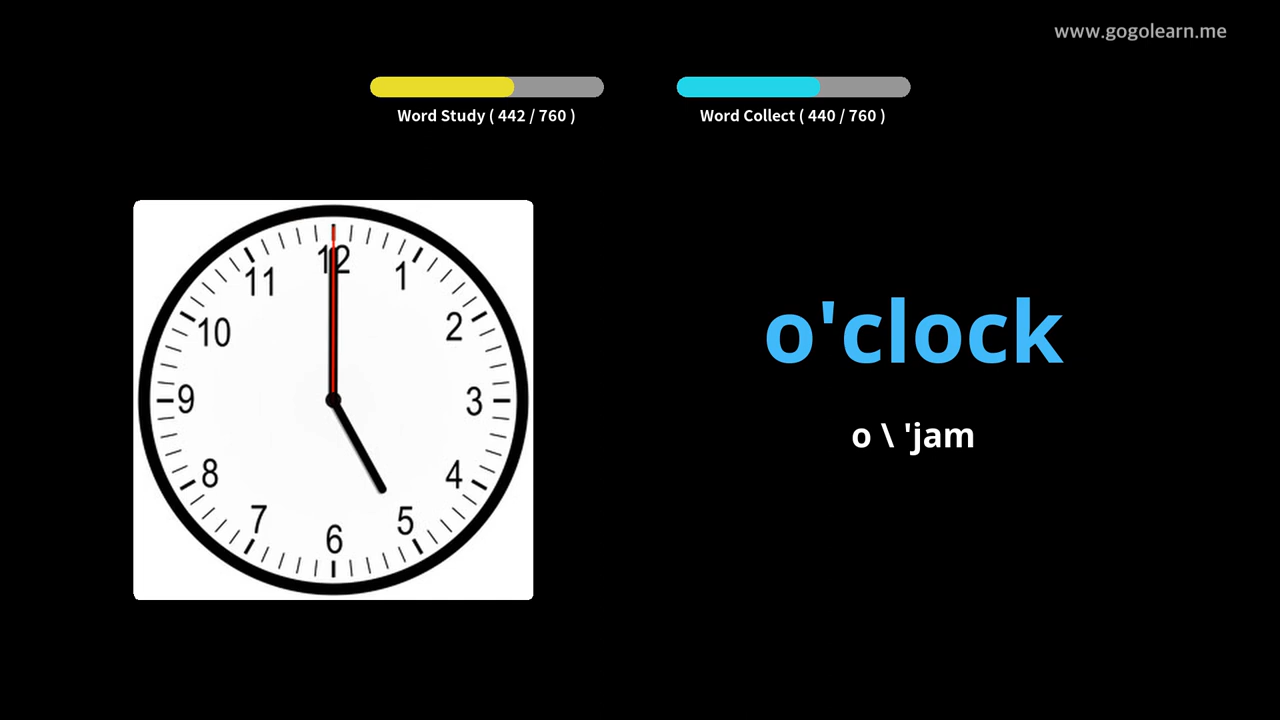 www.gogolearn.me
Word Study ( 442 / 760 )
Word Collect ( 440 / 760 )
12
1
2
3
4
5
6
7
8
9
10
11
o'clock
o \ 'jam